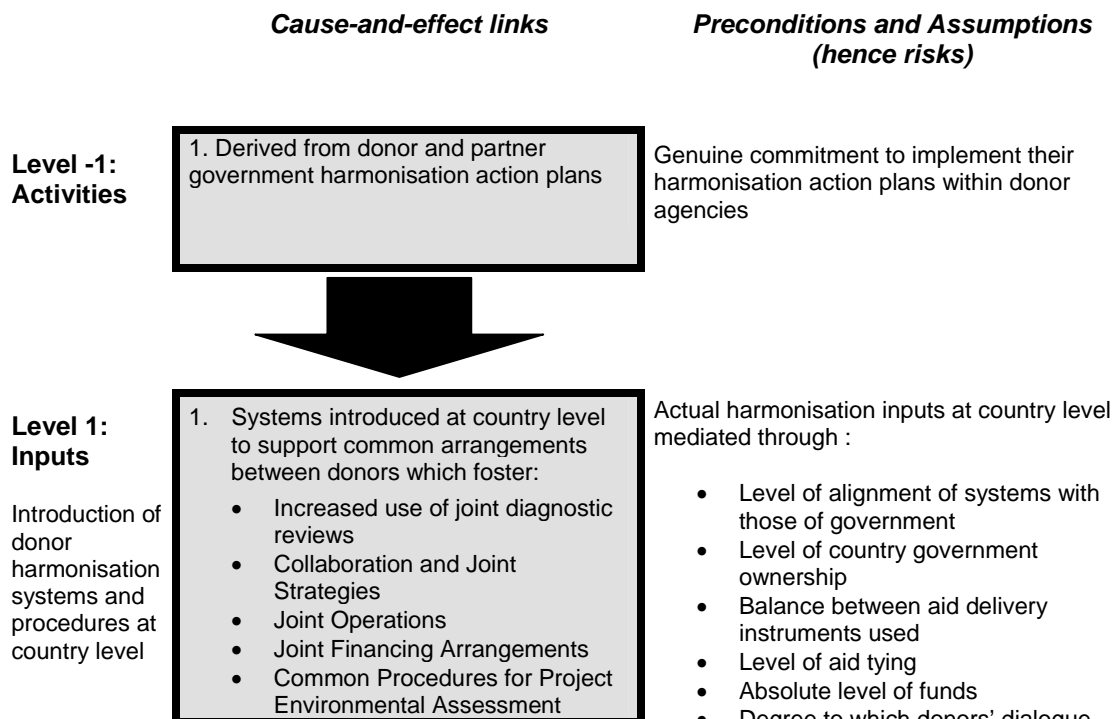 Cause-and-effect links
Preconditions and Assumptions
(hence risks)
Level -1:
Activities
1. Derived from donor and partner
government harmonisation action plans
Genuine commitment to implement their
harmonisation action plans within donor
agencies
Level 1:
Inputs
Introduction of
donor
harmonisation
systems and
procedures at
country level
1. Systems introduced at country level
to support common arrangements
between donors which foster:
• Increased use of joint diagnostic
reviews
• Collaboration and Joint
Strategies
• Joint Operations
• Joint Financing Arrangements
• Common Procedures for Project
Environmental Assessment
Actual harmonisation inputs at country level
mediated through :
• Level of alignment of systems with
those of government
• Level of country government
ownership
• Balance between aid delivery
instruments used
• Level of aid tying
• Absolute level of funds
• Degree to which donors' dialogue